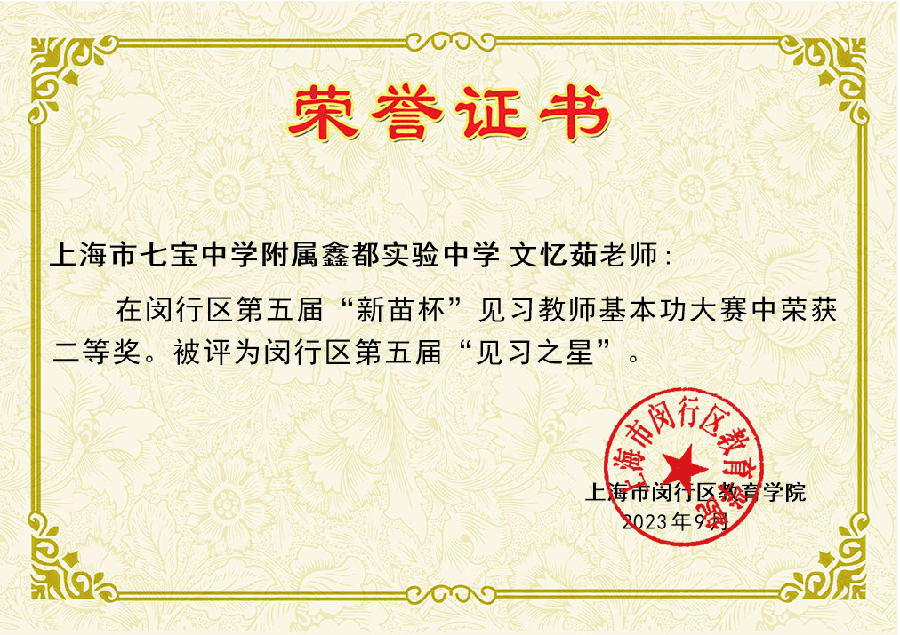 荣誉证书
上海市七宝中学附属鑫都实验中学 文忆茹老师：
在闵行区第五届“新苗杯”见习教师基本功大赛中荣获
二等奖。被评为闵行区第五届“见习之星”。
上海市闵行区教育学院
上海市闵行区教育学院
2023年9月